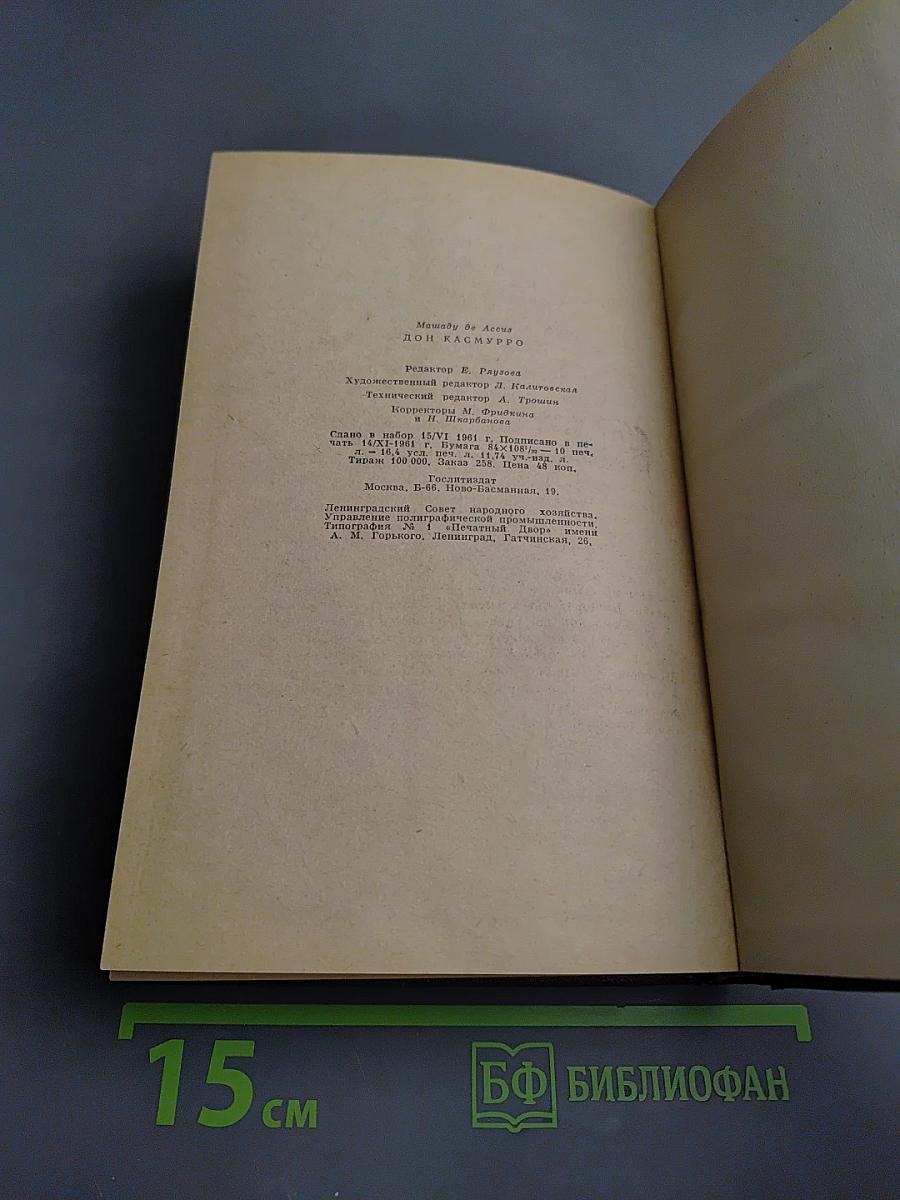 Машаду де Ассиз
ДОН КАСМУРРО
Редактор Е. Ряузова
Художественный редактор Л. Калитовская
Технический редактор А. Трошин
Корректоры М. Фридкина
и Н. Шкарбанова
Сдано в набор 15/VI 1961 г. Подписано в пе-
чать 14/XI-1961 г. Бумага 84×108¹/₃₂ — 10 печ.
л. = 16,4 усл. печ. л. 11,74 уч.-изд. л.
Тираж 100 000. Заказ 258. Цена 48 коп.
Гослитиздат
Москва, Б-66, Ново-Басманная, 19.
Ленинградский Совет народного хозяйства.
Управление полиграфической промышленности.
Типография № 1 «Печатный Двор» имени
А. М. Горького. Ленинград, Гатчинская, 26.
15 см
БФ БИБЛИОФАН